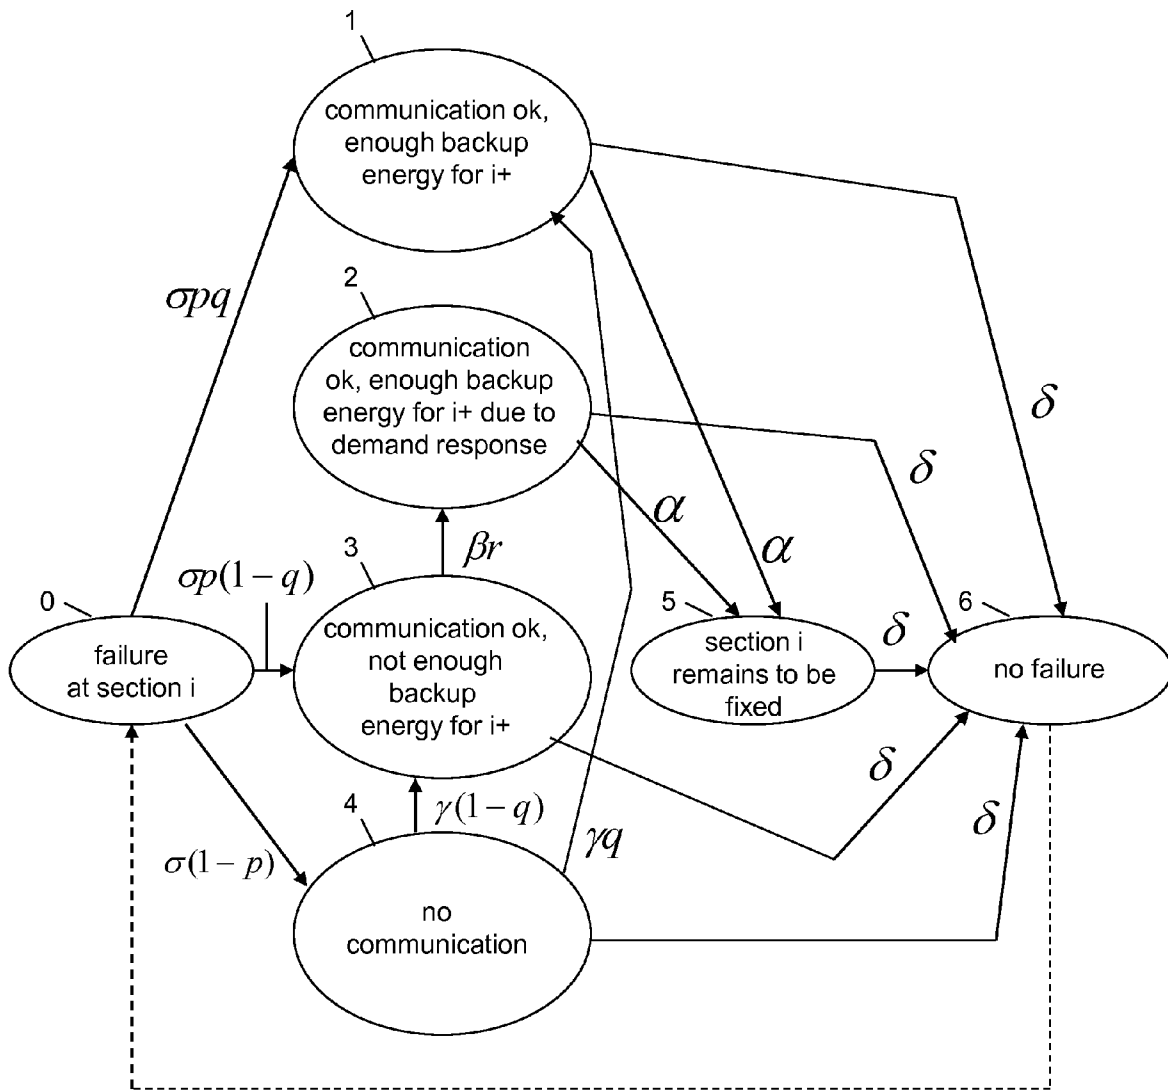 1
communication ok,
enough backup
energy for i+
σpq
2
communication
ok, enough backup
energy for i+ due to
demand response
δ
δ
α
α
βr
σp(1−q)
3
0
5
6
failure
at section i
communication ok,
not enough
backup
energy for i+
section i
remains to be
fixed
δ
no failure
δ
γ(1−q)
4
γq
δ
σ(1−p)
no
communication